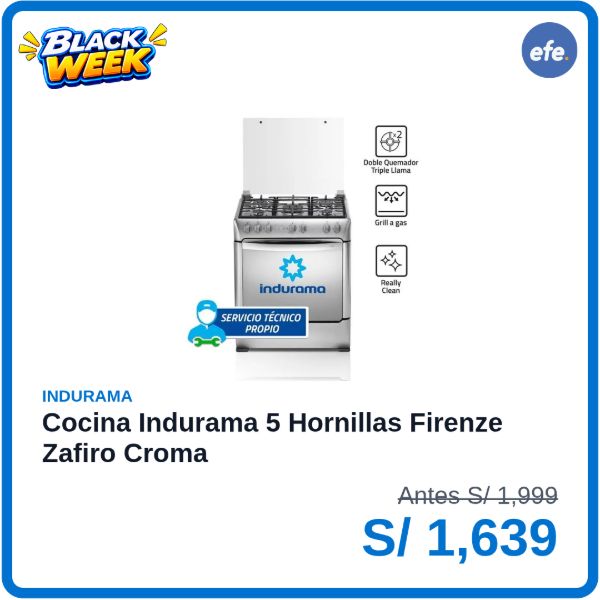 BLACK
WEEK
efe.
x2
Doble Quemador
Triple Llama
Grill a gas
Really
Clean
indurama
SERVICIO TÉCNICO
PROPIO
INDURAMA
Cocina Indurama 5 Hornillas Firenze
Zafiro Croma
Antes S/ 1,999
S/ 1,639